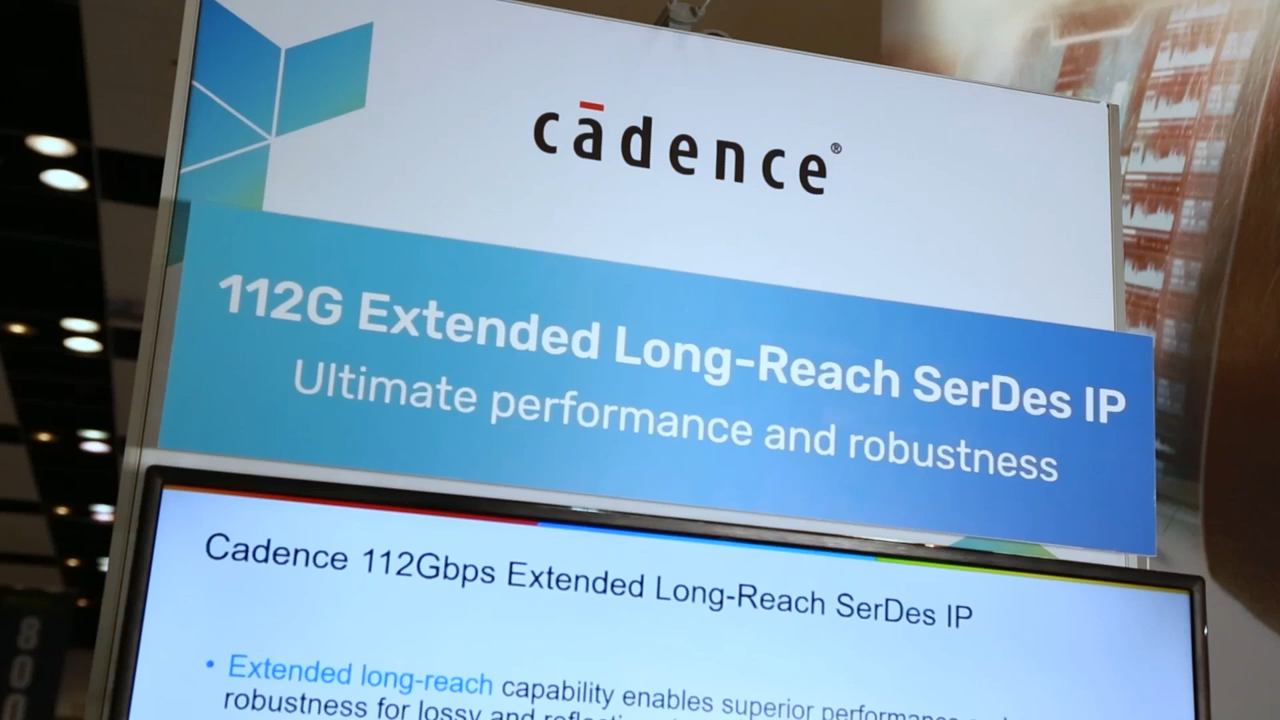 cādence®
112G Extended Long-Reach SerDes IP
Ultimate performance and robustness
Cadence 112Gbps Extended Long-Reach SerDes IP
• Extended long-reach capability enables superior performance
robustness for lossy and